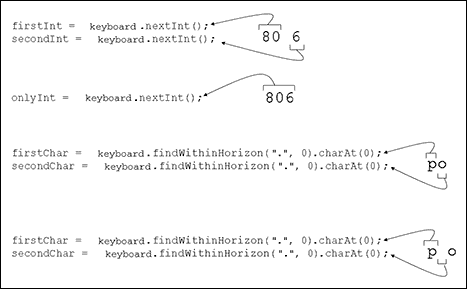 firstInt = keyboard.nextInt();
secondInt = keyboard.nextInt();
80 6
onlyInt = keyboard.nextInt();
806
firstChar = keyboard.findWithinHorizon(".", 0).charAt(0);
secondChar = keyboard.findWithinHorizon(".", 0).charAt(0);
po
firstChar = keyboard.findWithinHorizon(".", 0).charAt(0);
secondChar = keyboard.findWithinHorizon(".", 0).charAt(0);
p o